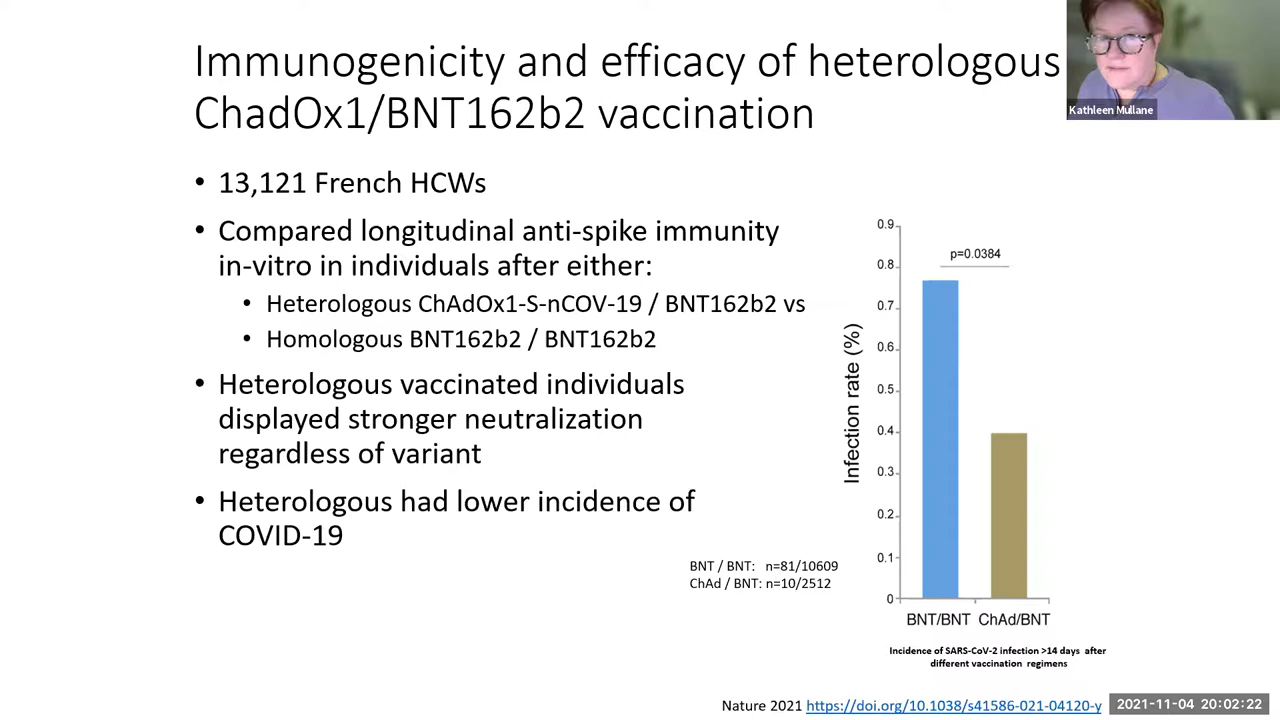 Immunogenicity and efficacy of heterologous
ChadOx1/BNT162b2 vaccination
Kathleen Mullane
• 13,121 French HCWs
• Compared longitudinal anti-spike immunity
in-vitro in individuals after either:
• Heterologous ChAdOx1-S-nCOV-19 / BNT162b2 vs
• Homologous BNT162b2 / BNT162b2
• Heterologous vaccinated individuals
displayed stronger neutralization
regardless of variant
• Heterologous had lower incidence of
COVID-19
BNT / BNT: n=81/10609
ChAd / BNT: n=10/2512
Infection rate (%)
0.9
0.8
0.7
0.6
0.5
0.4
0.3
0.2
0.1
0
p=0.0384
BNT/BNT ChAd/BNT
Incidence of SARS-CoV-2 infection >14 days after
different vaccination regimens
Nature 2021 https://doi.org/10.1038/s41586-021-04120-y
2021-11-04 20:02:22